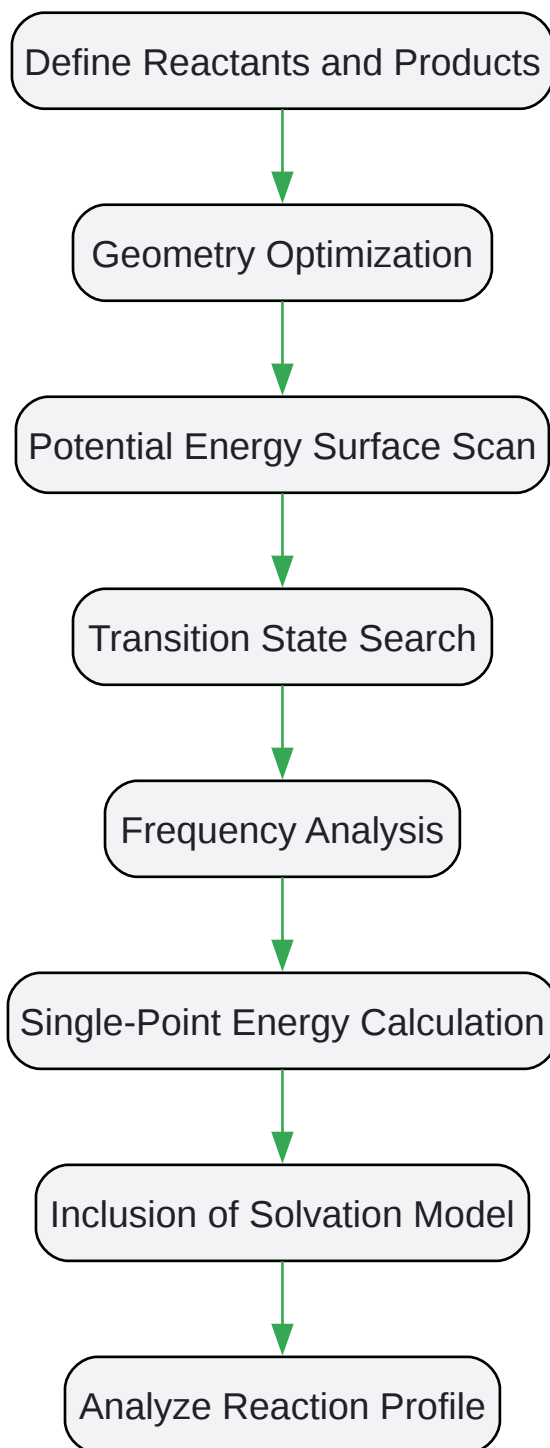 Define Reactants and Products
Geometry Optimization
Potential Energy Surface Scan
Transition State Search
Frequency Analysis
Single-Point Energy Calculation
Inclusion of Solvation Model
Analyze Reaction Profile